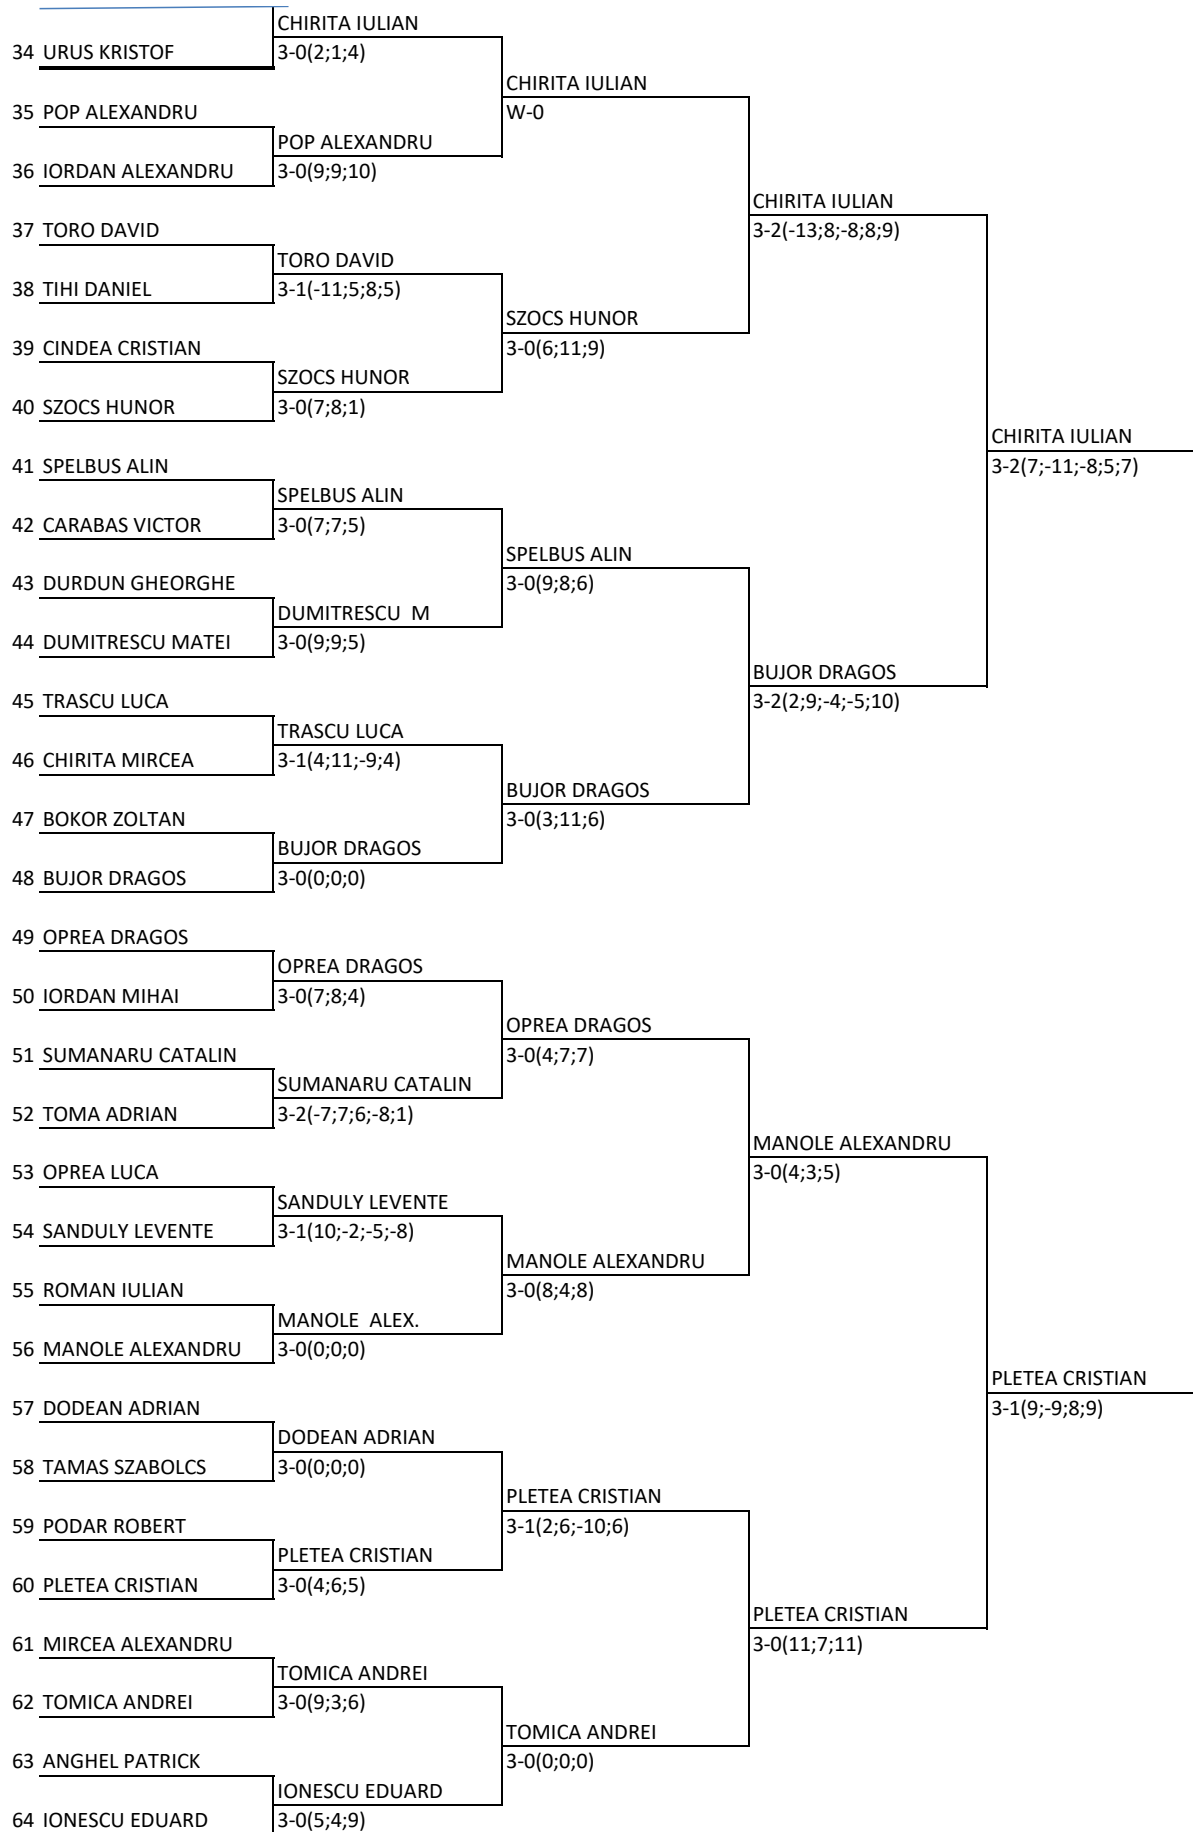 CHIRITA IULIAN
34 URUS KRISTOF
3-0(2;1;4)
CHIRITA IULIAN
35 POP ALEXANDRU
W-0
POP ALEXANDRU
36 IORDAN ALEXANDRU
3-0(9;9;10)
CHIRITA IULIAN
37 TORO DAVID
3-2(-13;8;-8;8;9)
TORO DAVID
38 TIHI DANIEL
3-1(-11;5;8;5)
SZOCS HUNOR
39 CINDEA CRISTIAN
3-0(6;11;9)
SZOCS HUNOR
40 SZOCS HUNOR
3-0(7;8;1)
CHIRITA IULIAN
41 SPELBUS ALIN
3-2(7;-11;-8;5;7)
SPELBUS ALIN
42 CARABAS VICTOR
3-0(7;7;5)
SPELBUS ALIN
43 DURDUN GHEORGHE
3-0(9;8;6)
DUMITRESCU  M
44 DUMITRESCU MATEI
3-0(9;9;5)
BUJOR DRAGOS
45 TRASCU LUCA
3-2(2;9;-4;-5;10)
TRASCU LUCA
46 CHIRITA MIRCEA
3-1(4;11;-9;4)
BUJOR DRAGOS
47 BOKOR ZOLTAN
3-0(3;11;6)
BUJOR DRAGOS
48 BUJOR DRAGOS
3-0(0;0;0)
49 OPREA DRAGOS
OPREA DRAGOS
50 IORDAN MIHAI
3-0(7;8;4)
OPREA DRAGOS
51 SUMANARU CATALIN
3-0(4;7;7)
SUMANARU CATALIN
52 TOMA ADRIAN
3-2(-7;7;6;-8;1)
MANOLE ALEXANDRU
53 OPREA LUCA
3-0(4;3;5)
SANDULY LEVENTE
54 SANDULY LEVENTE
3-1(10;-2;-5;-8)
MANOLE ALEXANDRU
55 ROMAN IULIAN
3-0(8;4;8)
MANOLE  ALEX.
56 MANOLE ALEXANDRU
3-0(0;0;0)
PLETEA CRISTIAN
57 DODEAN ADRIAN
3-1(9;-9;8;9)
DODEAN ADRIAN
58 TAMAS SZABOLCS
3-0(0;0;0)
PLETEA CRISTIAN
59 PODAR ROBERT
3-1(2;6;-10;6)
PLETEA CRISTIAN
60 PLETEA CRISTIAN
3-0(4;6;5)
PLETEA CRISTIAN
61 MIRCEA ALEXANDRU
3-0(11;7;11)
TOMICA ANDREI
62 TOMICA ANDREI
3-0(9;3;6)
TOMICA ANDREI
63 ANGHEL PATRICK
3-0(0;0;0)
IONESCU EDUARD
64 IONESCU EDUARD
3-0(5;4;9)